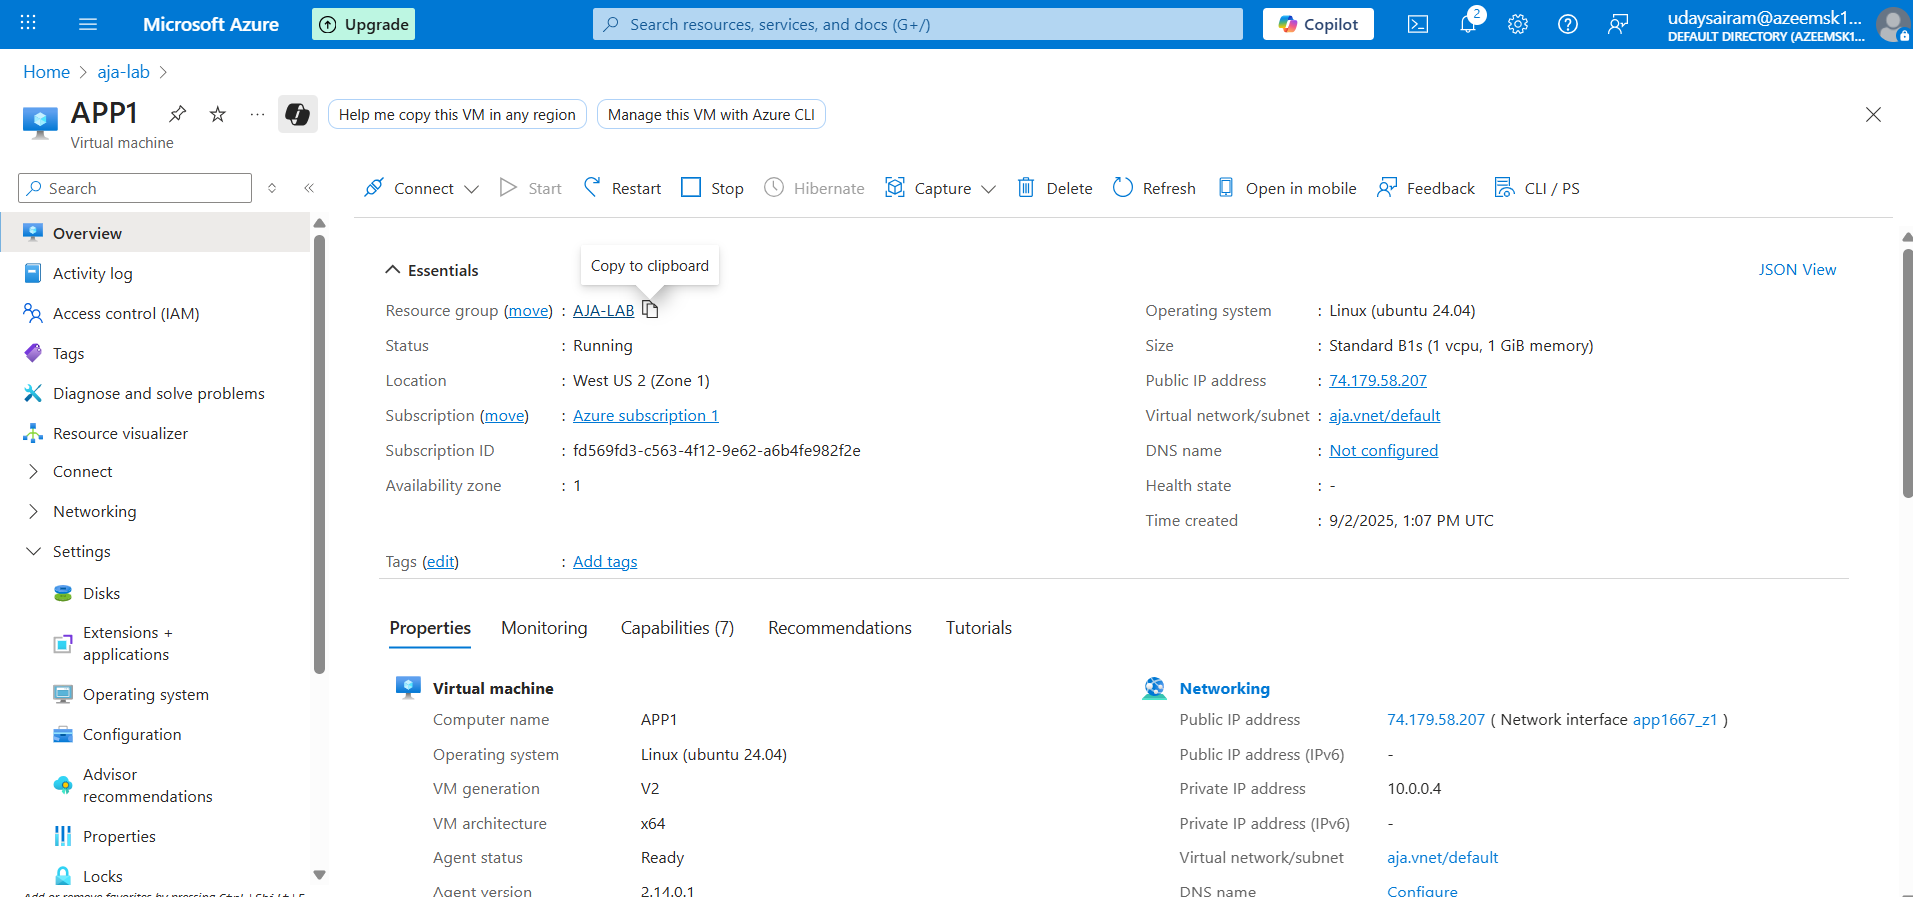 Microsoft Azure
Upgrade
Search resources, services, and docs (G+/)
Copilot
2
udaysairam@azeemsk1...
DEFAULT DIRECTORY (AZEEMSK1...
Home > aja-lab >
APP1
Virtual machine
Help me copy this VM in any region
Manage this VM with Azure CLI
Search
Connect
Start
Restart
Stop
Hibernate
Capture
Delete
Refresh
Open in mobile
Feedback
CLI / PS
Overview
Activity log
Access control (IAM)
Tags
Diagnose and solve problems
Resource visualizer
Connect
Networking
Settings
Disks
Extensions +
applications
Operating system
Configuration
Advisor
recommendations
Properties
Locks
Add or remove favorites by pressing Ctrl+Shift+F
Copy to clipboard
Essentials
JSON View
Resource group (move) : AJA-LAB
Status : Running
Location : West US 2 (Zone 1)
Subscription (move) : Azure subscription 1
Subscription ID : fd569fd3-c563-4f12-9e62-a6b4fe982f2e
Availability zone : 1
Operating system : Linux (ubuntu 24.04)
Size : Standard B1s (1 vcpu, 1 GiB memory)
Public IP address : 74.179.58.207
Virtual network/subnet : aja.vnet/default
DNS name : Not configured
Health state : -
Time created : 9/2/2025, 1:07 PM UTC
Tags (edit) : Add tags
Properties
Monitoring
Capabilities (7)
Recommendations
Tutorials
Virtual machine
Computer name APP1
Operating system Linux (ubuntu 24.04)
VM generation V2
VM architecture x64
Agent status Ready
Agent version 2.14.0.1
Networking
Public IP address 74.179.58.207 ( Network interface app1667_z1 )
Public IP address (IPv6) -
Private IP address 10.0.0.4
Private IP address (IPv6) -
Virtual network/subnet aja.vnet/default
DNS name Configure